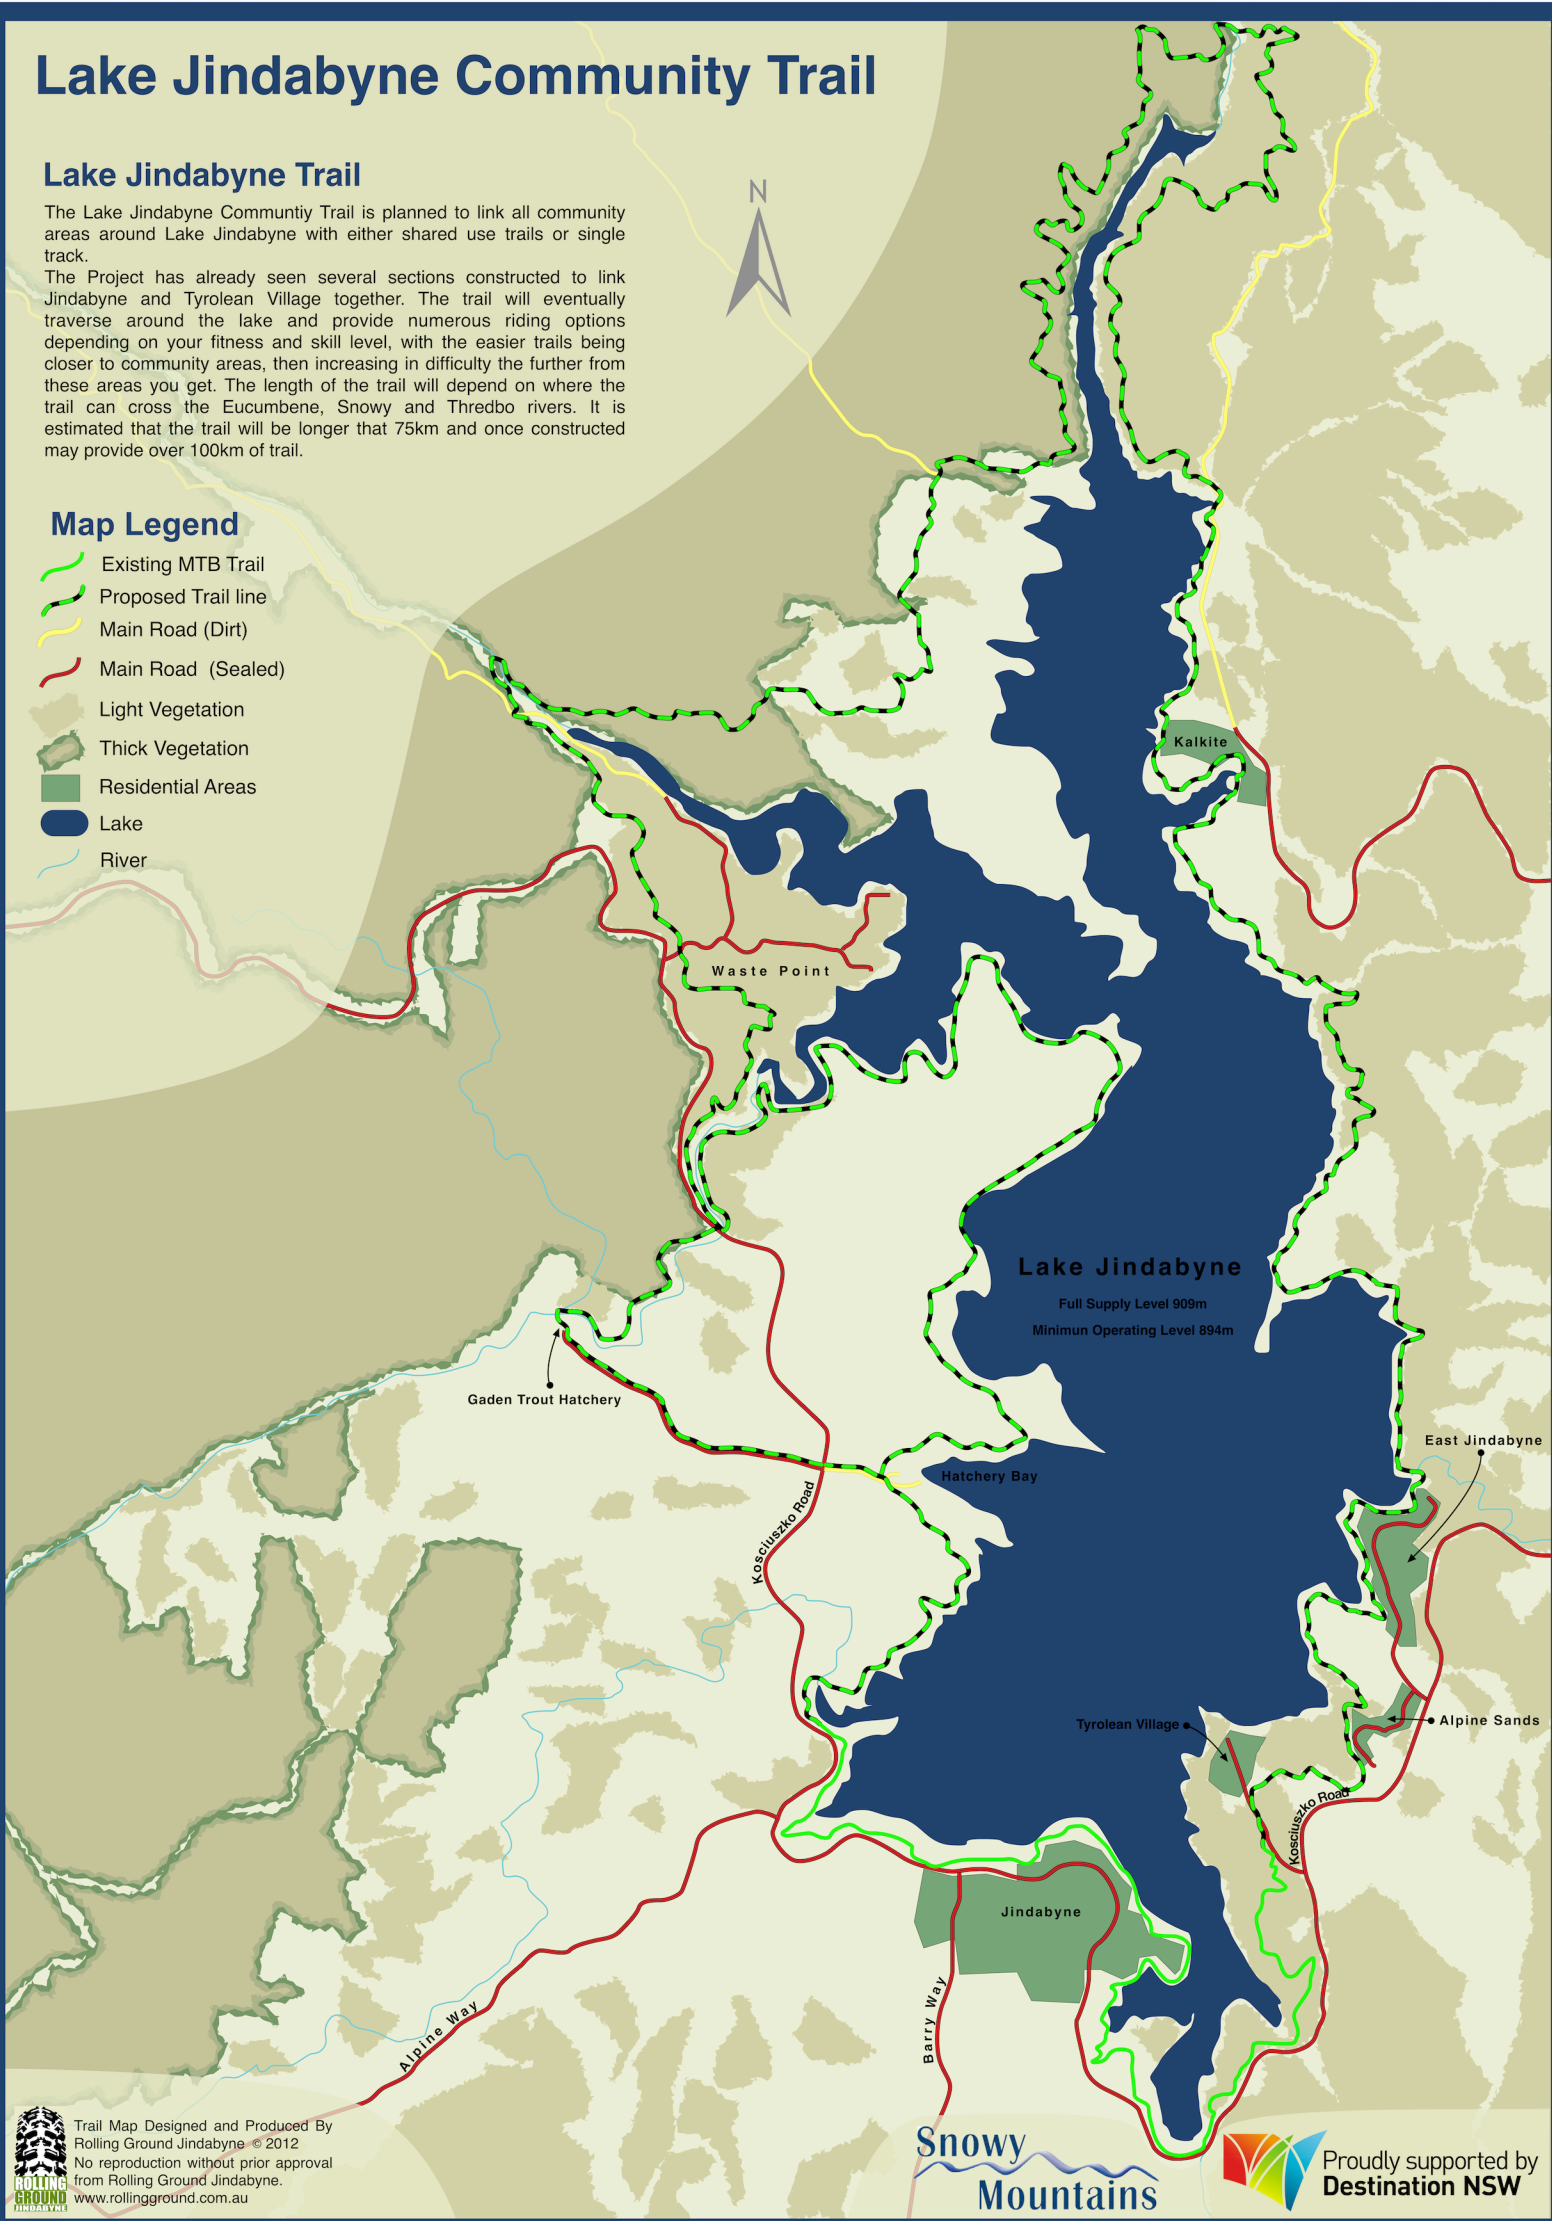 Lake Jindabyne Community Trail
Lake Jindabyne Trail
The Lake Jindabyne Communtiy Trail is planned to link all community
areas around Lake Jindabyne with either shared use trails or single
track.
The Project has already seen several sections constructed to link
Jindabyne and Tyrolean Village together. The trail will eventually
traverse around the lake and provide numerous riding options
depending on your fitness and skill level, with the easier trails being
closer to community areas, then increasing in difficulty the further from
these areas you get. The length of the trail will depend on where the
trail can cross the Eucumbene, Snowy and Thredbo rivers. It is
estimated that the trail will be longer that 75km and once constructed
may provide over 100km of trail.
N
Map Legend
Existing MTB Trail
Proposed Trail line
Main Road (Dirt)
Main Road (Sealed)
Light Vegetation
Thick Vegetation
Residential Areas
Lake
River
Kalkite
Waste Point
Lake Jindabyne
Full Supply Level 909m
Minimun Operating Level 894m
Gaden Trout Hatchery
East Jindabyne
Hatchery Bay
Kosciuszko Road
Tyrolean Village
Alpine Sands
Kosciuszko Road
Jindabyne
Barry Way
Alpine Way
Trail Map Designed and Produced By
Rolling Ground Jindabyne © 2012
No reproduction without prior approval
from Rolling Ground Jindabyne.
www.rollingground.com.au
ROLLING
GROUND
JINDABYNE
Snowy
Mountains
Proudly supported by
Destination NSW